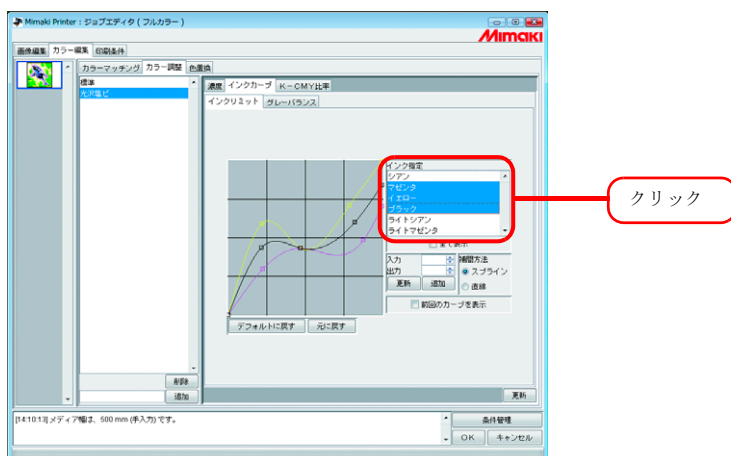 Mimaki Printer : ジョブエディタ ( フルカラー )
Mimaki
画像編集 カラー編集 印刷条件
カラーマッチング カラー調整 色置換
標準
光沢塩ビ
濃度 インクカーブ K-CMY比率
インクリミット グレーバランス
インク指定
シアン
マゼンタ
イエロー
ブラック
ライトシアン
ライトマゼンタ
クリック
全て表示
入力
出力
更新 追加
補間方法
スプライン
直線
前回のカーブを表示
デフォルトに戻す 元に戻す
削除
追加
更新
[14:10:13] メディア幅は、500 mm (手入力) です。
条件管理
OK キャンセル